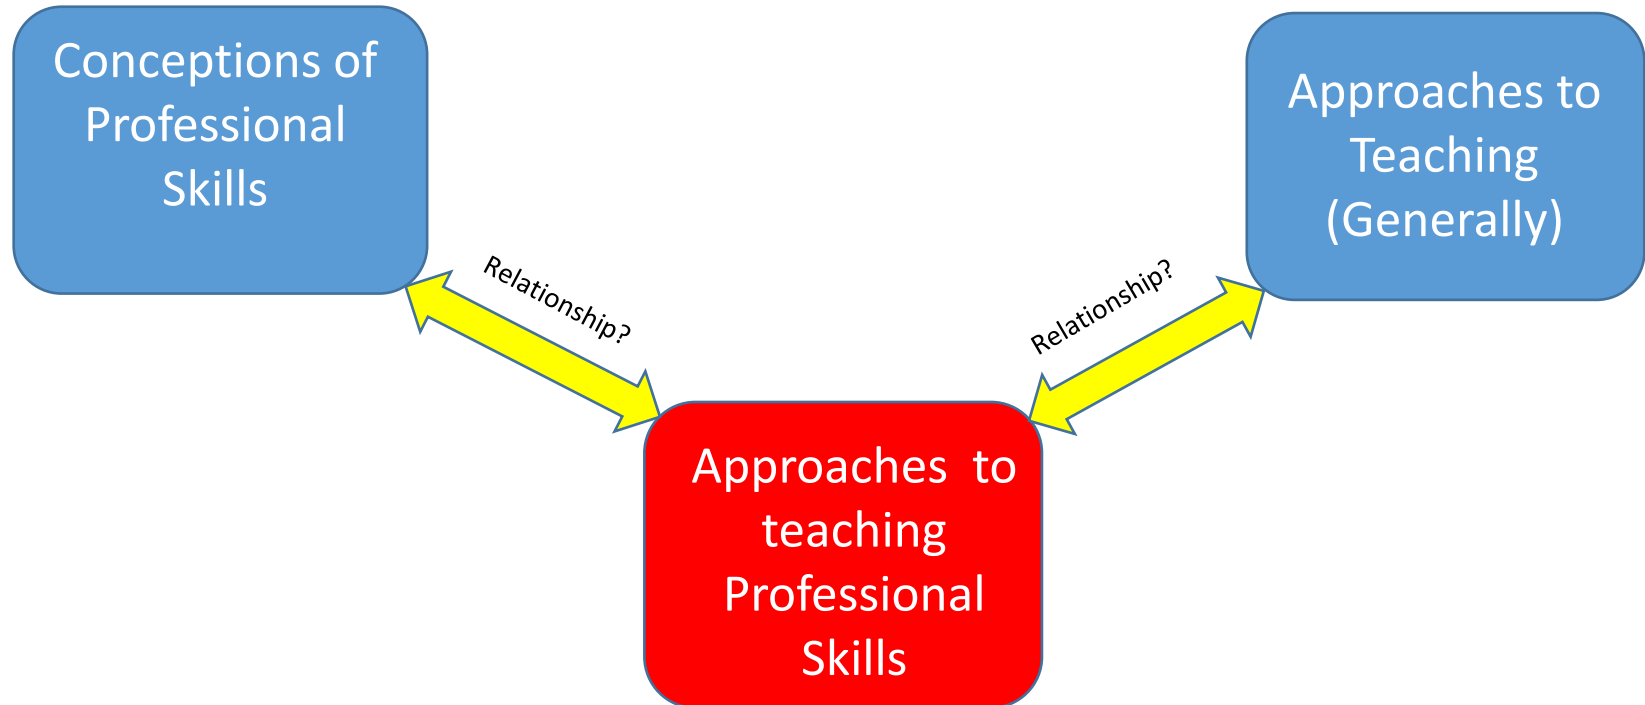 Conceptions of
Professional
Skills
Approaches to
Teaching
(Generally)
Relationship?
Relationship?
Approaches  to
teaching
Professional
Skills